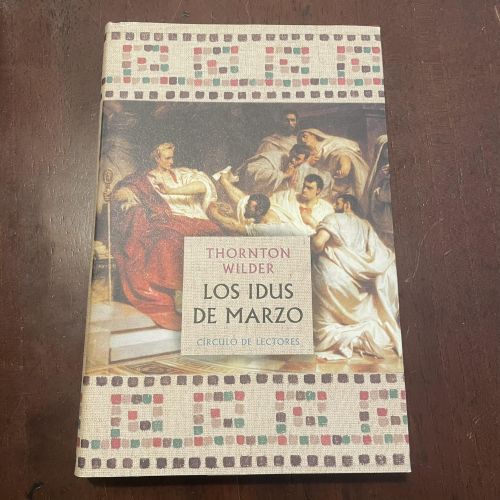 THORNTON
WILDER
LOS IDUS
DE MARZO
CÍRCULO DE LECTORES